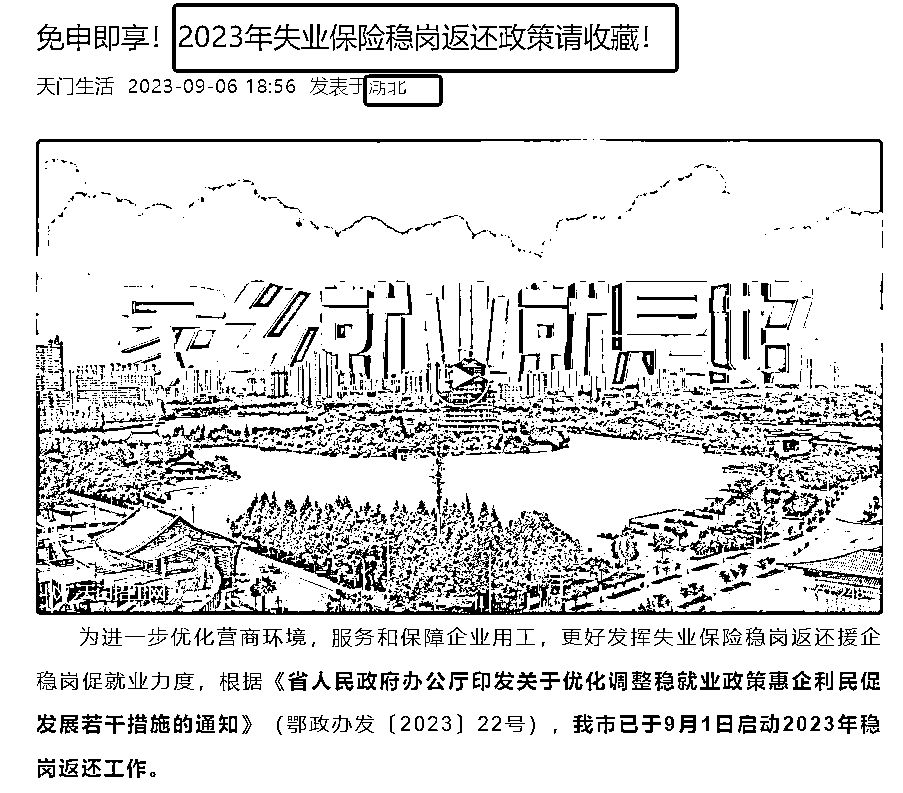 免申即享！2023年失业保险稳岗返还政策请收藏！
天门生活 2023-09-06 18:56 发表于湖北
就业
为进一步优化营商环境，服务和保障企业用工，更好发挥失业保险稳岗返还援企
稳岗促就业力度，根据《省人民政府办公厅印发关于优化调整稳就业政策惠企利民促
发展若干措施的通知》（鄂政办发〔2023〕22号），我市已于9月1日启动2023年稳
岗返还工作。